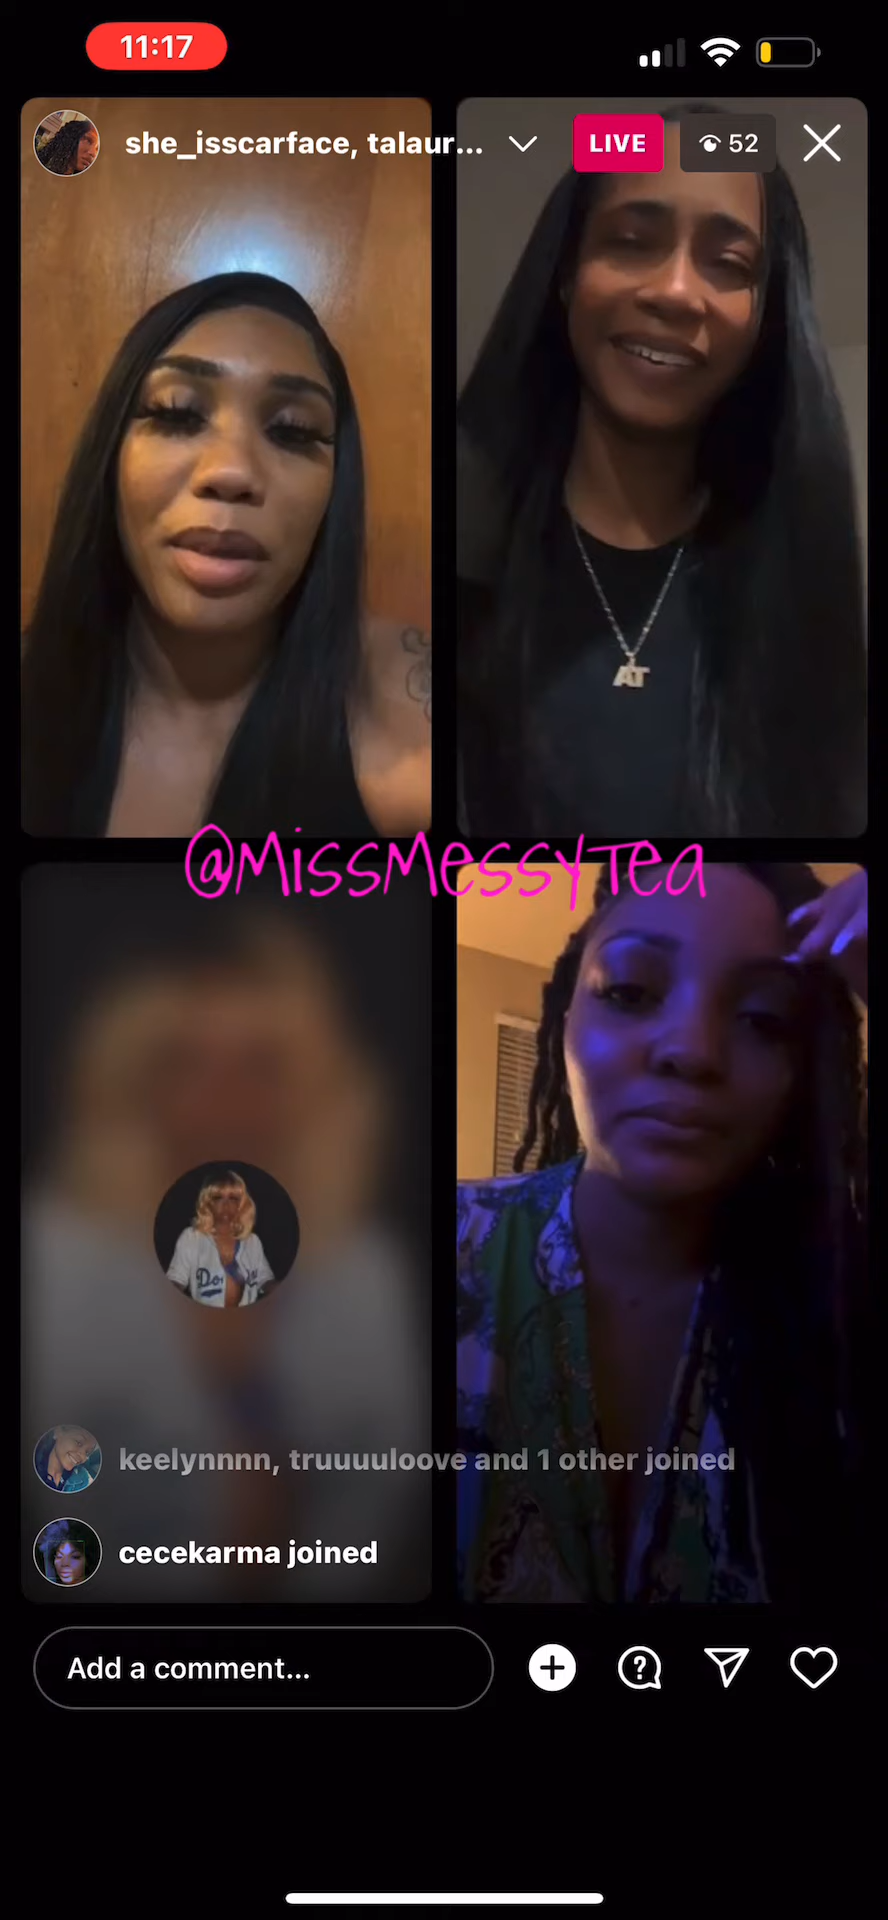 11:17
she_isscarface, talaur...
LIVE
52
AT
@MissMessyTea
keelynnnn, truuuuloove and 1 other joined
cecekarma joined
Add a comment...